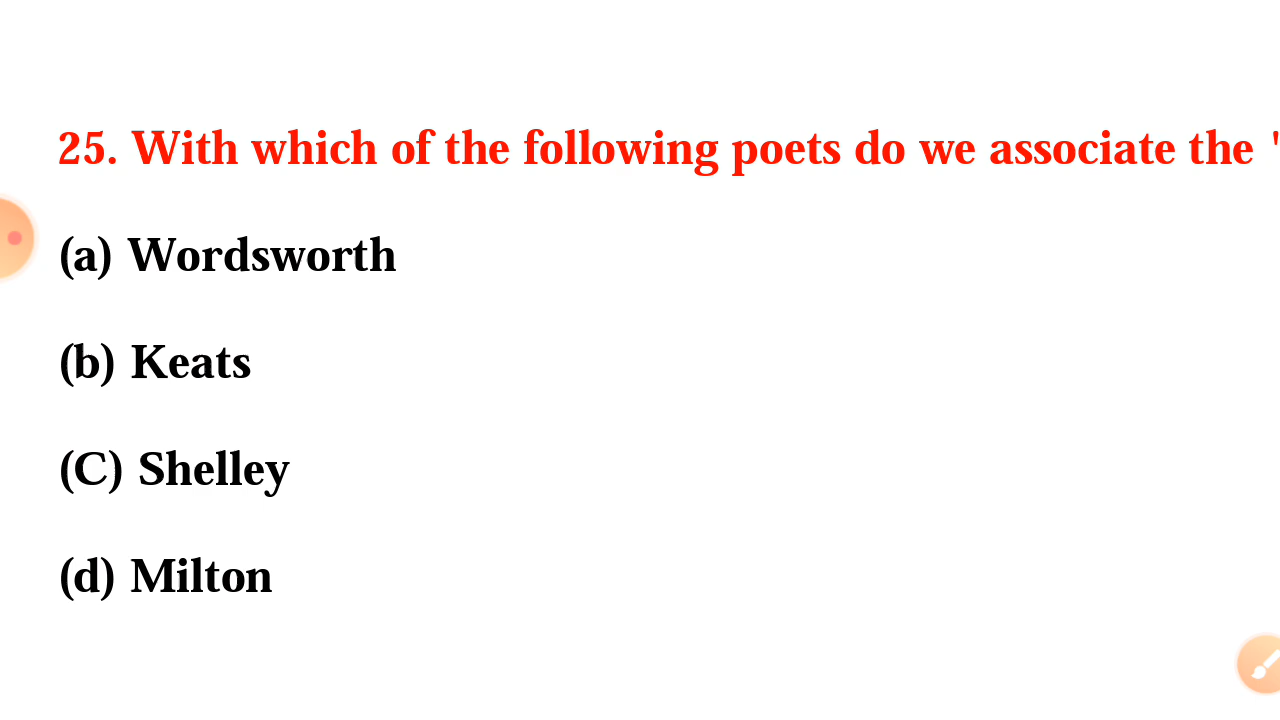 25. With which of the following poets do we associate the '
(a) Wordsworth
(b) Keats
(C) Shelley
(d) Milton